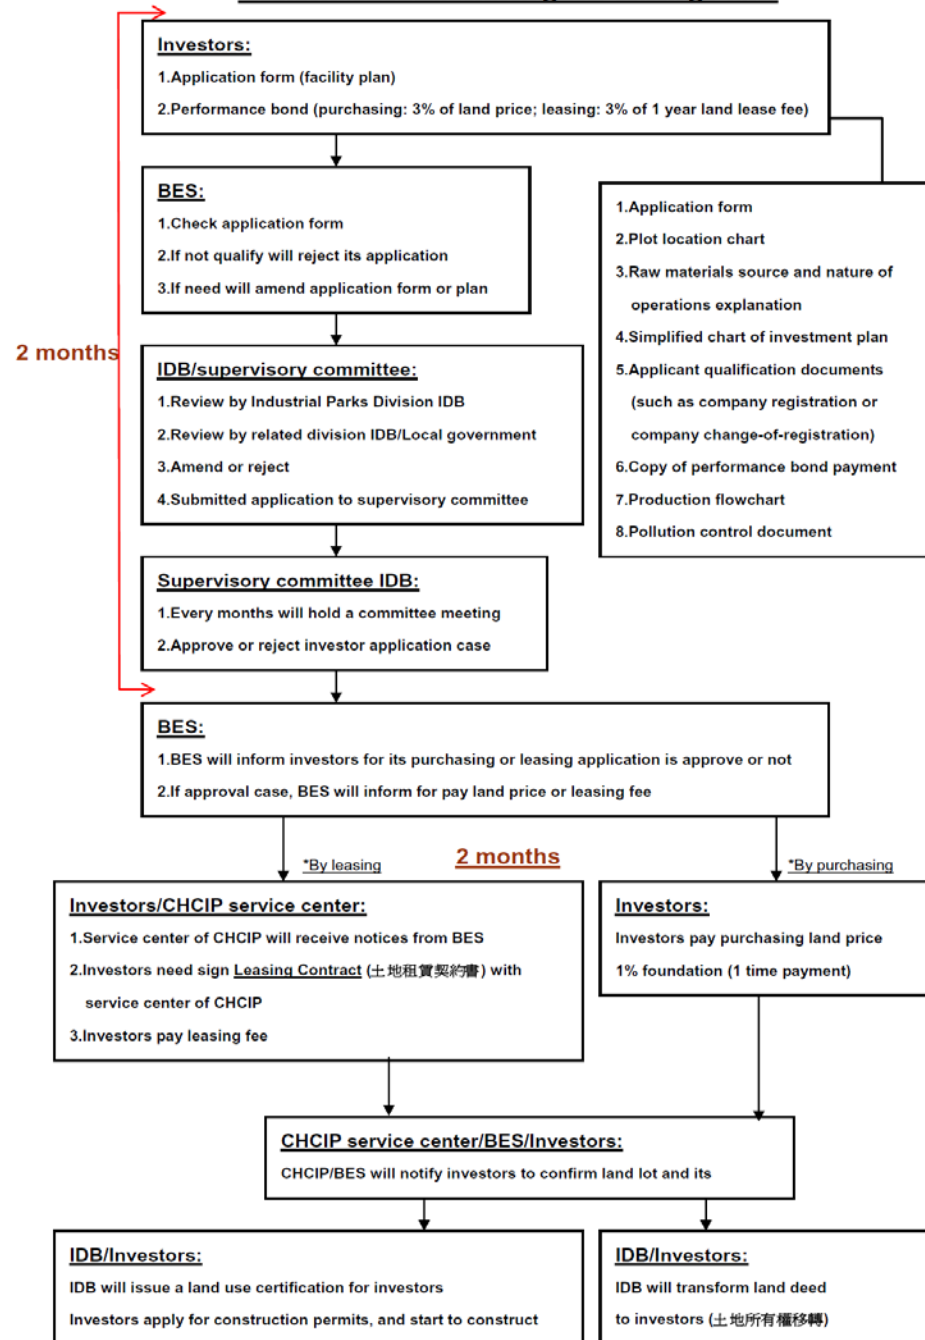 Investors:
1.Application form (facility plan)
2.Performance bond (purchasing: 3% of land price; leasing: 3% of 1 year land lease fee)
BES:
1.Check application form
2.If not qualify will reject its application
3.If need will amend application form or plan
1.Application form
2.Plot location chart
3.Raw materials source and nature of
operations explanation
4.Simplified chart of investment plan
5.Applicant qualification documents
(such as company registration or
company change-of-registration)
6.Copy of performance bond payment
7.Production flowchart
8.Pollution control document
2 months
IDB/supervisory committee:
1.Review by Industrial Parks Division IDB
2.Review by related division IDB/Local government
3.Amend or reject
4.Submitted application to supervisory committee
Supervisory committee IDB:
1.Every months will hold a committee meeting
2.Approve or reject investor application case
BES:
1.BES will inform investors for its purchasing or leasing application is approve or not
2.If approval case, BES will inform for pay land price or leasing fee
*By leasing
2 months
*By purchasing
Investors/CHCIP service center:
1.Service center of CHCIP will receive notices from BES
2.Investors need sign Leasing Contract (土地租賃契約書) with
service center of CHCIP
3.Investors pay leasing fee
Investors:
Investors pay purchasing land price
1% foundation (1 time payment)
CHCIP service center/BES/Investors:
CHCIP/BES will notify investors to confirm land lot and its
IDB/Investors:
IDB will issue a land use certification for investors
Investors apply for construction permits, and start to construct
IDB/Investors:
IDB will transform land deed
to investors (土地所有權移轉)